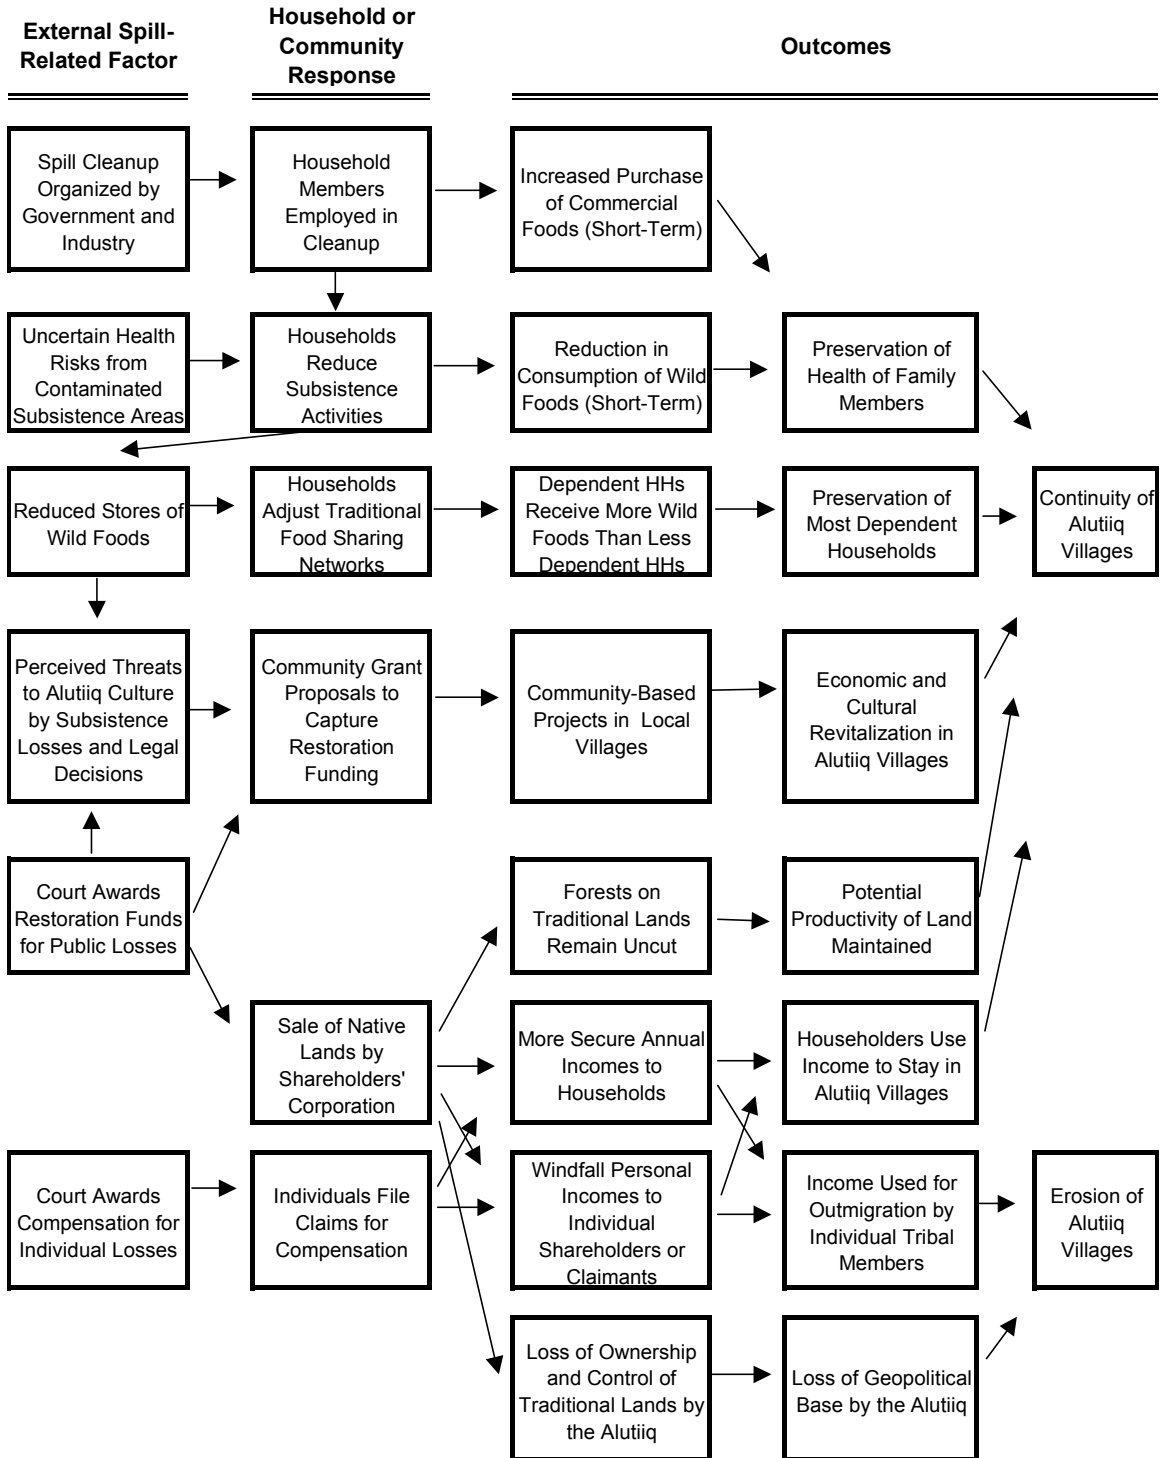 External Spill-
Related Factor
Household or
Community
Response
Outcomes
Spill Cleanup
Organized by
Government and
Industry
Household
Members
Employed in
Cleanup
Increased Purchase
of Commercial
Foods (Short-Term)
Uncertain Health
Risks from
Contaminated
Subsistence Areas
Households
Reduce
Subsistence
Activities
Reduction in
Consumption of Wild
Foods (Short-Term)
Preservation of
Health of Family
Members
Reduced Stores of
Wild Foods
Households
Adjust Traditional
Food Sharing
Networks
Dependent HHs
Receive More Wild
Foods Than Less
Dependent HHs
Preservation of
Most Dependent
Households
Continuity of
Alutiiq
Villages
Perceived Threats
to Alutiiq Culture
by Subsistence
Losses and Legal
Decisions
Community Grant
Proposals to
Capture
Restoration
Funding
Community-Based
Projects in Local
Villages
Economic and
Cultural
Revitalization in
Alutiiq Villages
Court Awards
Restoration Funds
for Public Losses
Forests on
Traditional Lands
Remain Uncut
Potential
Productivity of Land
Maintained
Sale of Native
Lands by
Shareholders'
Corporation
More Secure Annual
Incomes to
Households
Householders Use
Income to Stay in
Alutiiq Villages
Court Awards
Compensation for
Individual Losses
Individuals File
Claims for
Compensation
Windfall Personal
Incomes to
Individual
Shareholders or
Claimants
Income Used for
Outmigration by
Individual Tribal
Members
Erosion of
Alutiiq
Villages
Loss of Ownership
and Control of
Traditional Lands by
the Alutiiq
Loss of Geopolitical
Base by the Alutiiq